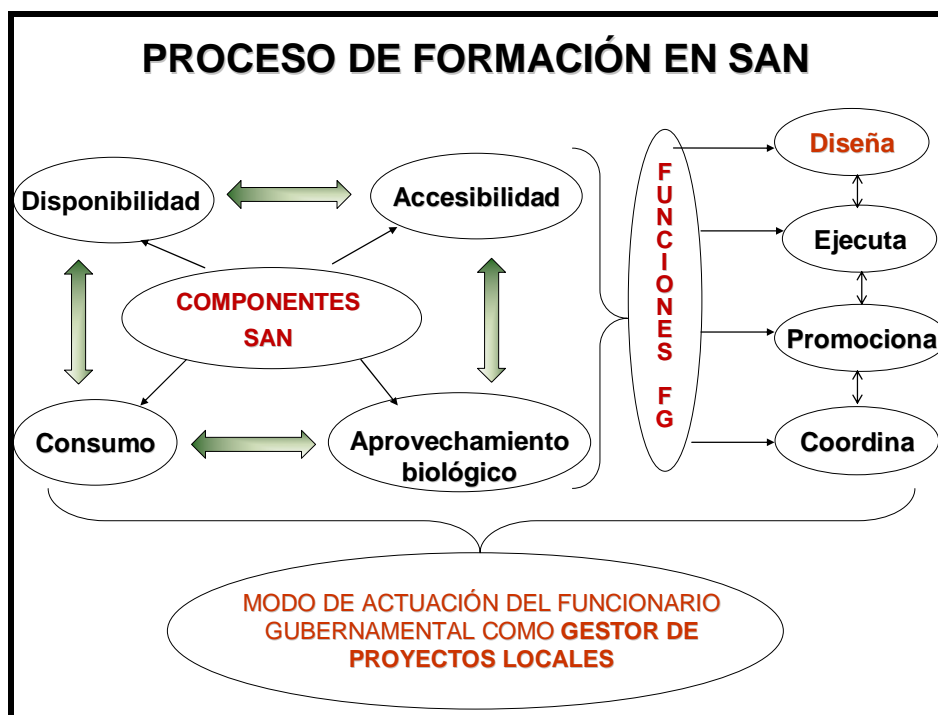 PROCESO DE FORMACIÓN EN SAN
Disponibilidad
Accesibilidad
COMPONENTES
SAN
Consumo
Aprovechamiento
biológico
FUNCIONES FG
Diseña
Ejecuta
Promociona
Coordina
MODO DE ACTUACIÓN DEL FUNCIONARIO
GUBERNAMENTAL COMO GESTOR DE
PROYECTOS LOCALES